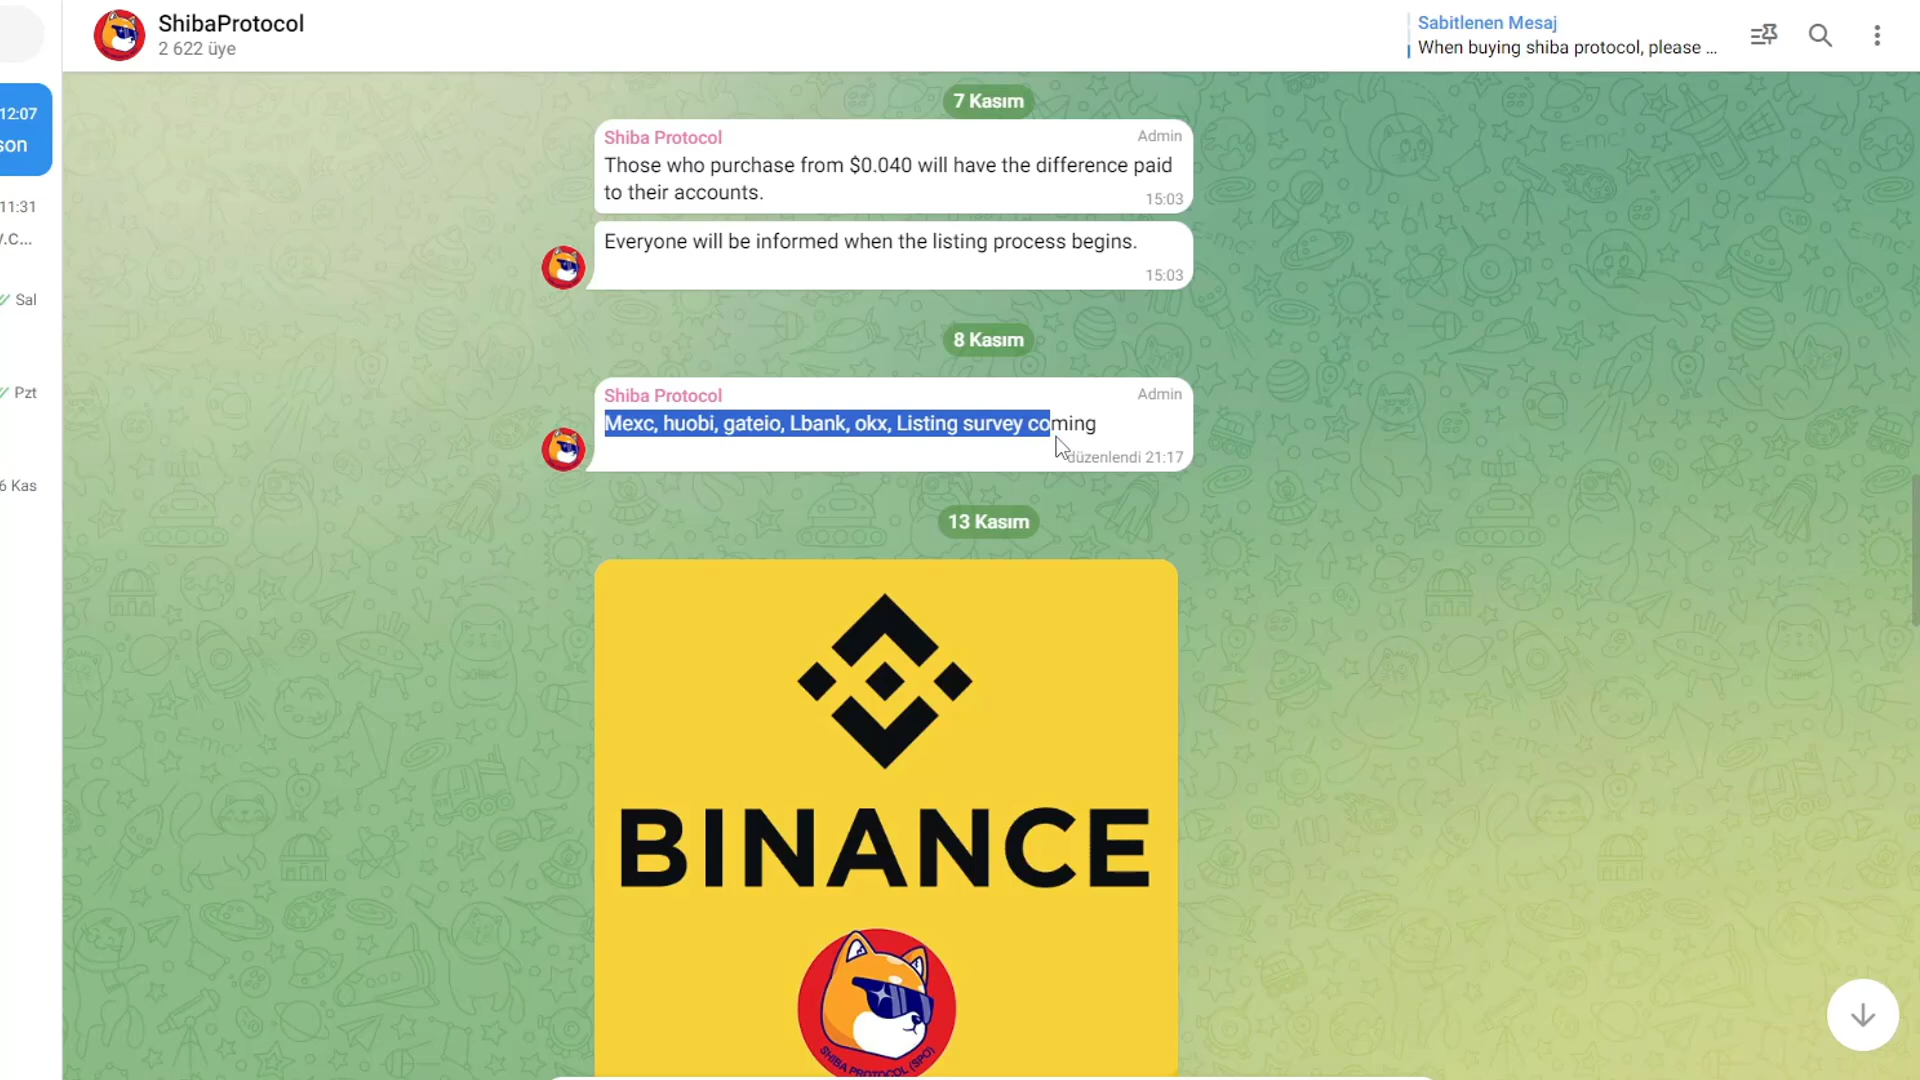 ShibaProtocol
2 622 üye
Sabitlenen Mesaj
When buying shiba protocol, please ...
12:07
son
11:31
v.c...
Sal
Pzt
6 Kas
7 Kasım
Shiba Protocol Admin
Those who purchase from $0.040 will have the difference paid
to their accounts.
15:03
Everyone will be informed when the listing process begins.
15:03
8 Kasım
Shiba Protocol Admin
Mexc, huobi, gateio, Lbank, okx, Listing survey coming
düzenlendi 21:17
13 Kasım
BINANCE
SHIBA PROTOCOL (SPO)